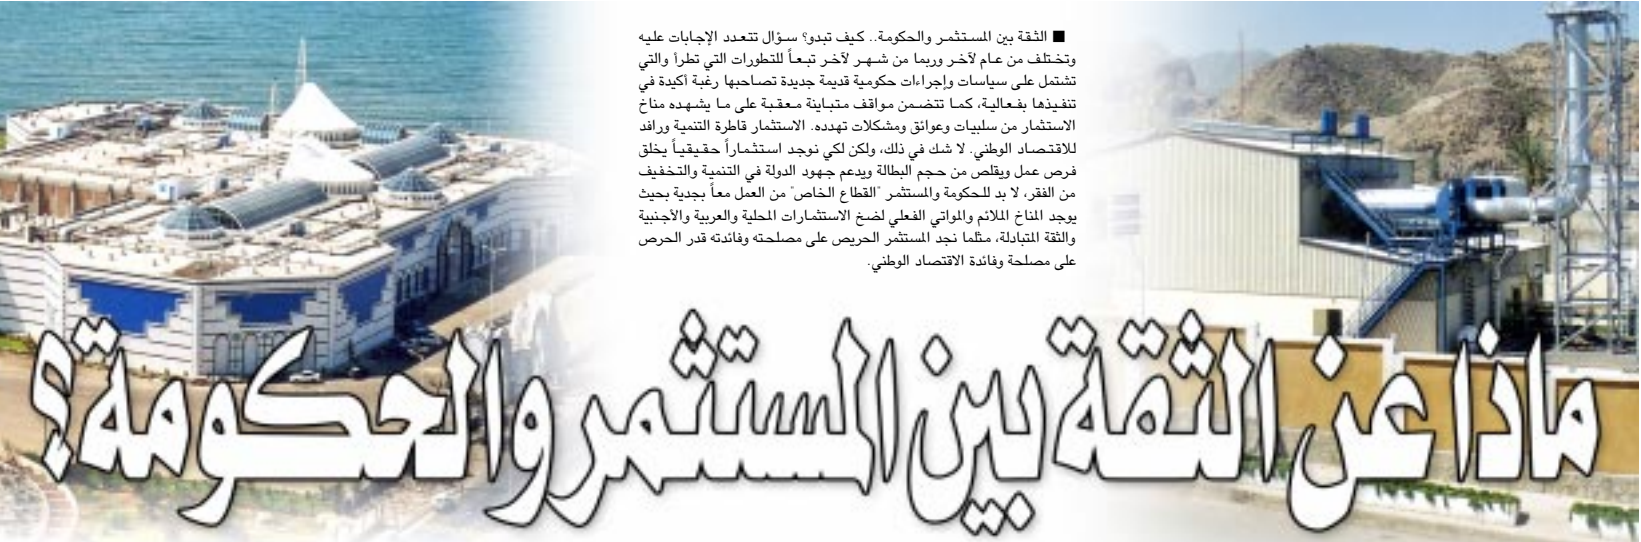 ■ الثقة بين المستثمر والحكومة.. كيف تبدو؟ سؤال تتعدد الإجابات عليه
وتختلف من عام لآخر وربما من شهر لآخر تبعاً للتطورات التي تطرأ والتي
تشتمل على سياسات وإجراءات حكومية قديمة جديدة تصاحبها رغبة أكيدة في
تنفيذها بفعالية، كما تتضمن مواقف متباينة معقبة على ما يشهده مناخ
الاستثمار من سلبيات وعوائق ومشكلات تهدده. الاستثمار قاطرة التنمية ورافد
للاقتصاد الوطني. لا شك في ذلك، ولكن لكي نوجد استثماراً حقيقياً يخلق
فرص عمل ويقلص من حجم البطالة ويدعم جهود الدولة في التنمية والتخفيف
من الفقر، لا بد للحكومة والمستثمر "القطاع الخاص" من العمل معاً بجدية بحيث
يوجد المناخ الملائم والمواتي الفعلي لضخ الاستثمارات المحلية والعربية والأجنبية
والثقة المتبادلة، مثلما نجد المستثمر الحريص على مصلحته وفائدته قدر الحرص
على مصلحة وفائدة الاقتصاد الوطني.
ماذا عن الثقة بين المستثمر والحكومة؟